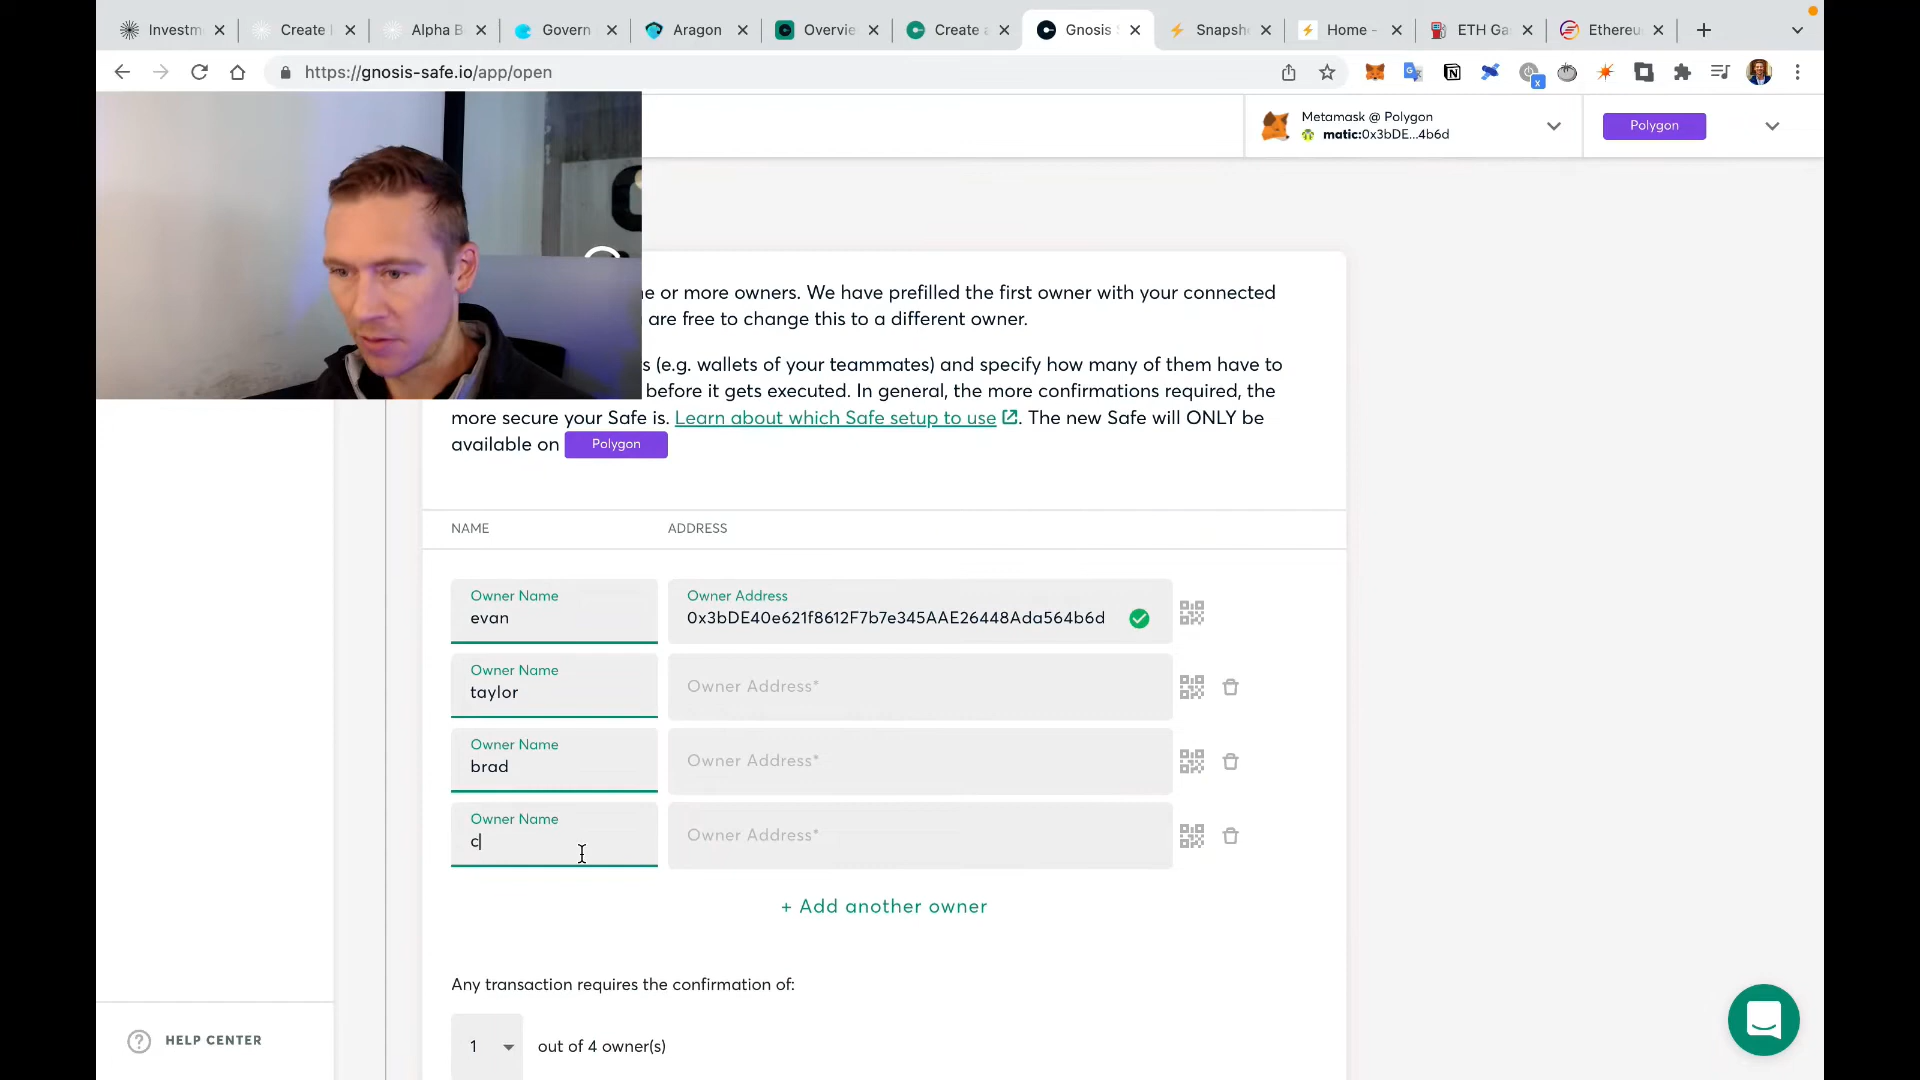 Investm
Create
Alpha B
Govern
Aragon
Overvie
Create a
Gnosis S
Snapsh
Home -
ETH Ga
Ethereu
https://gnosis-safe.io/app/open
Metamask @ Polygon
matic:0x3bDE...4b6d
Polygon
e or more owners. We have prefilled the first owner with your connected
are free to change this to a different owner.
s (e.g. wallets of your teammates) and specify how many of them have to
before it gets executed. In general, the more confirmations required, the
more secure your Safe is. Learn about which Safe setup to use. The new Safe will ONLY be
available on Polygon
NAME ADDRESS
Owner Name Owner Address
evan 0x3bDE40e621f8612F7b7e345AAE26448Ada564b6d
Owner Name
taylor Owner Address*
Owner Name
brad Owner Address*
Owner Name
c Owner Address*
+ Add another owner
Any transaction requires the confirmation of:
1 out of 4 owner(s)
? HELP CENTER